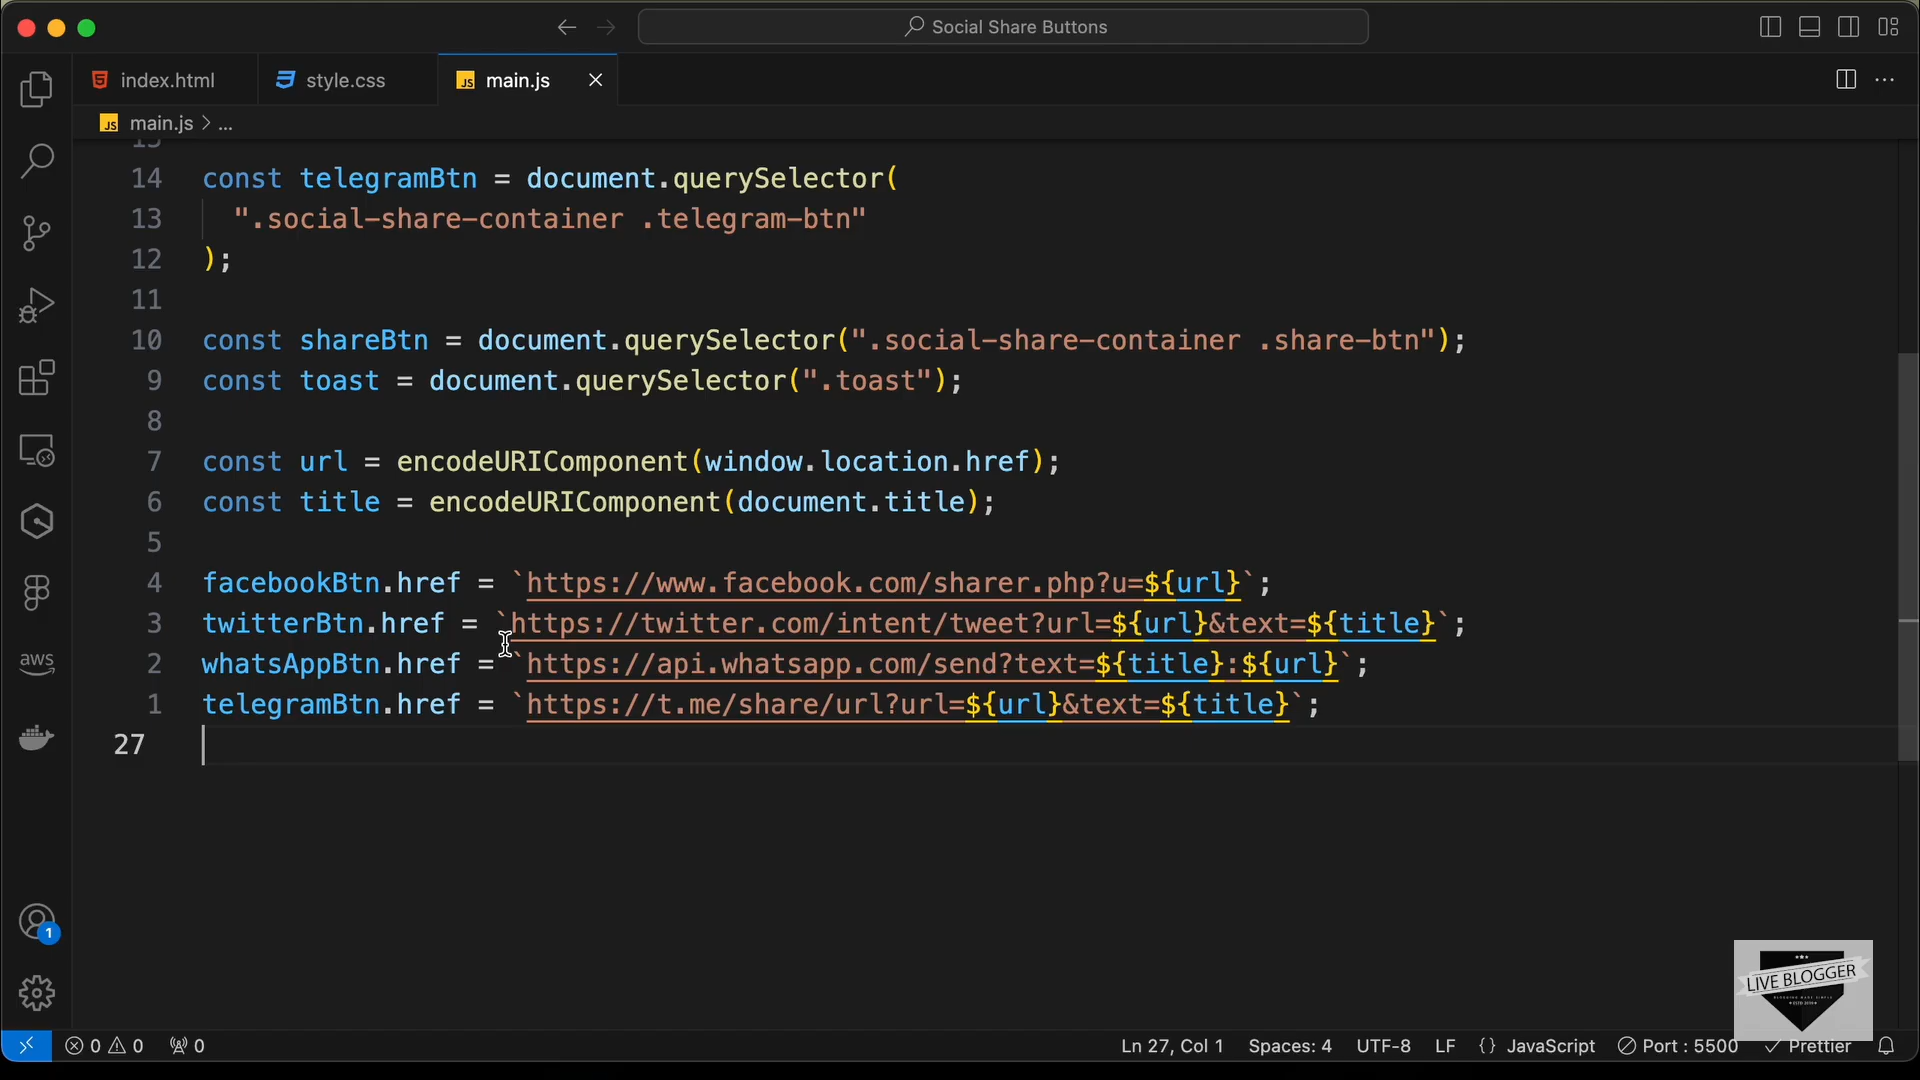 Social Share Buttons
index.html
style.css
JS main.js
JS main.js > ...
14 const telegramBtn = document.querySelector(
13 ".social-share-container .telegram-btn"
12 );
11
10 const shareBtn = document.querySelector(".social-share-container .share-btn");
9 const toast = document.querySelector(".toast");
8
7 const url = encodeURIComponent(window.location.href);
6 const title = encodeURIComponent(document.title);
5
4 facebookBtn.href = `https://www.facebook.com/sharer.php?u=${url}`;
3 twitterBtn.href = `https://twitter.com/intent/tweet?url=${url}&text=${title}`;
2 whatsAppBtn.href = `https://api.whatsapp.com/send?text=${title}:${url}`;
1 telegramBtn.href = `https://t.me/share/url?url=${url}&text=${title}`;
27
aws
1
LIVE BLOGGER
0 0 0 Ln 27, Col 1 Spaces: 4 UTF-8 LF {} JavaScript Port : 5500 Prettier